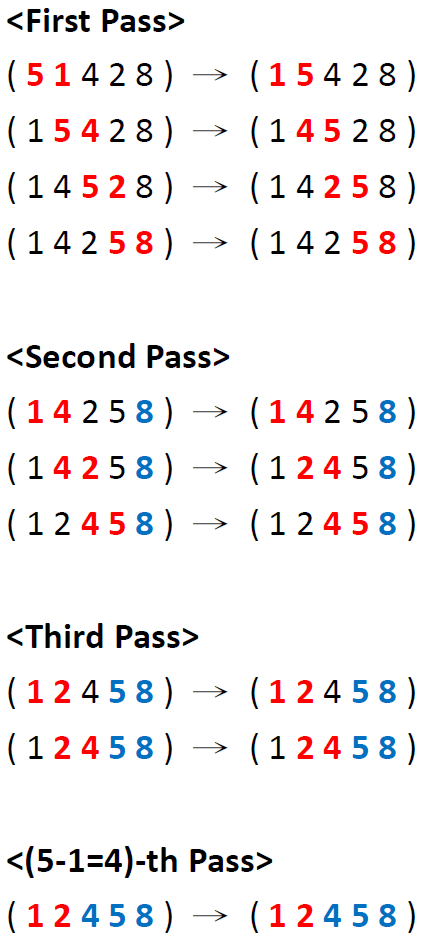 <First Pass>
( 5 1 4 2 8 ) → ( 1 5 4 2 8 )
( 1 5 4 2 8 ) → ( 1 4 5 2 8 )
( 1 4 5 2 8 ) → ( 1 4 2 5 8 )
( 1 4 2 5 8 ) → ( 1 4 2 5 8 )
<Second Pass>
( 1 4 2 5 8 ) → ( 1 4 2 5 8 )
( 1 4 2 5 8 ) → ( 1 2 4 5 8 )
( 1 2 4 5 8 ) → ( 1 2 4 5 8 )
<Third Pass>
( 1 2 4 5 8 ) → ( 1 2 4 5 8 )
( 1 2 4 5 8 ) → ( 1 2 4 5 8 )
<(5-1=4)-th Pass>
( 1 2 4 5 8 ) → ( 1 2 4 5 8 )